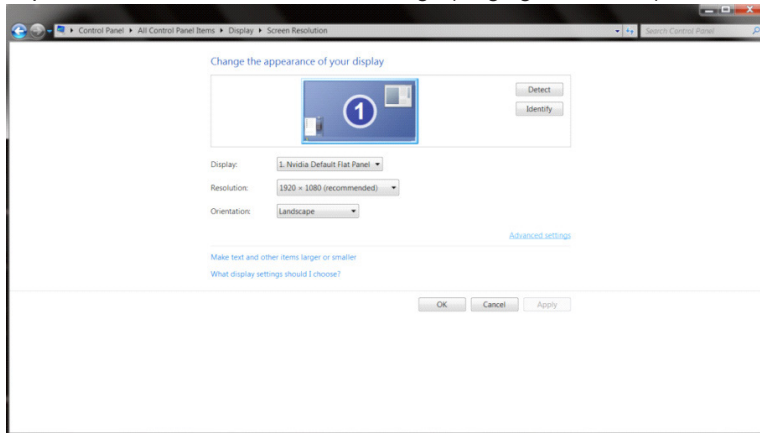 Control Panel ▸ All Control Panel Items ▸ Display ▸ Screen Resolution
Search Control Panel
Change the appearance of your display
1
Detect
Identify
Display: 1. Nvidia Default Flat Panel
Resolution: 1920 × 1080 (recommended)
Orientation: Landscape
Advanced settings
Make text and other items larger or smaller
What display settings should I choose?
OK Cancel Apply